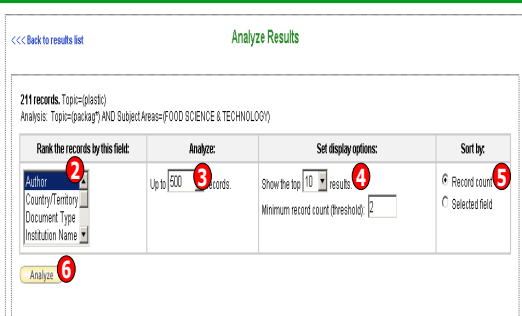 <<< Back to results list
Analyze Results
211 records. Topic=(plastic)
Analysis: Topic=(packag*) AND Subject Areas=(FOOD SCIENCE & TECHNOLOGY)
Rank the records by this field: Analyze: Set display options: Sort by:
2
Author
Country/Territory
Document Type
Institution Name
Up to 500 3 records.
Show the top 10 results. 4
Minimum record count (threshold): 2
Record count 5
Selected field
Analyze 6